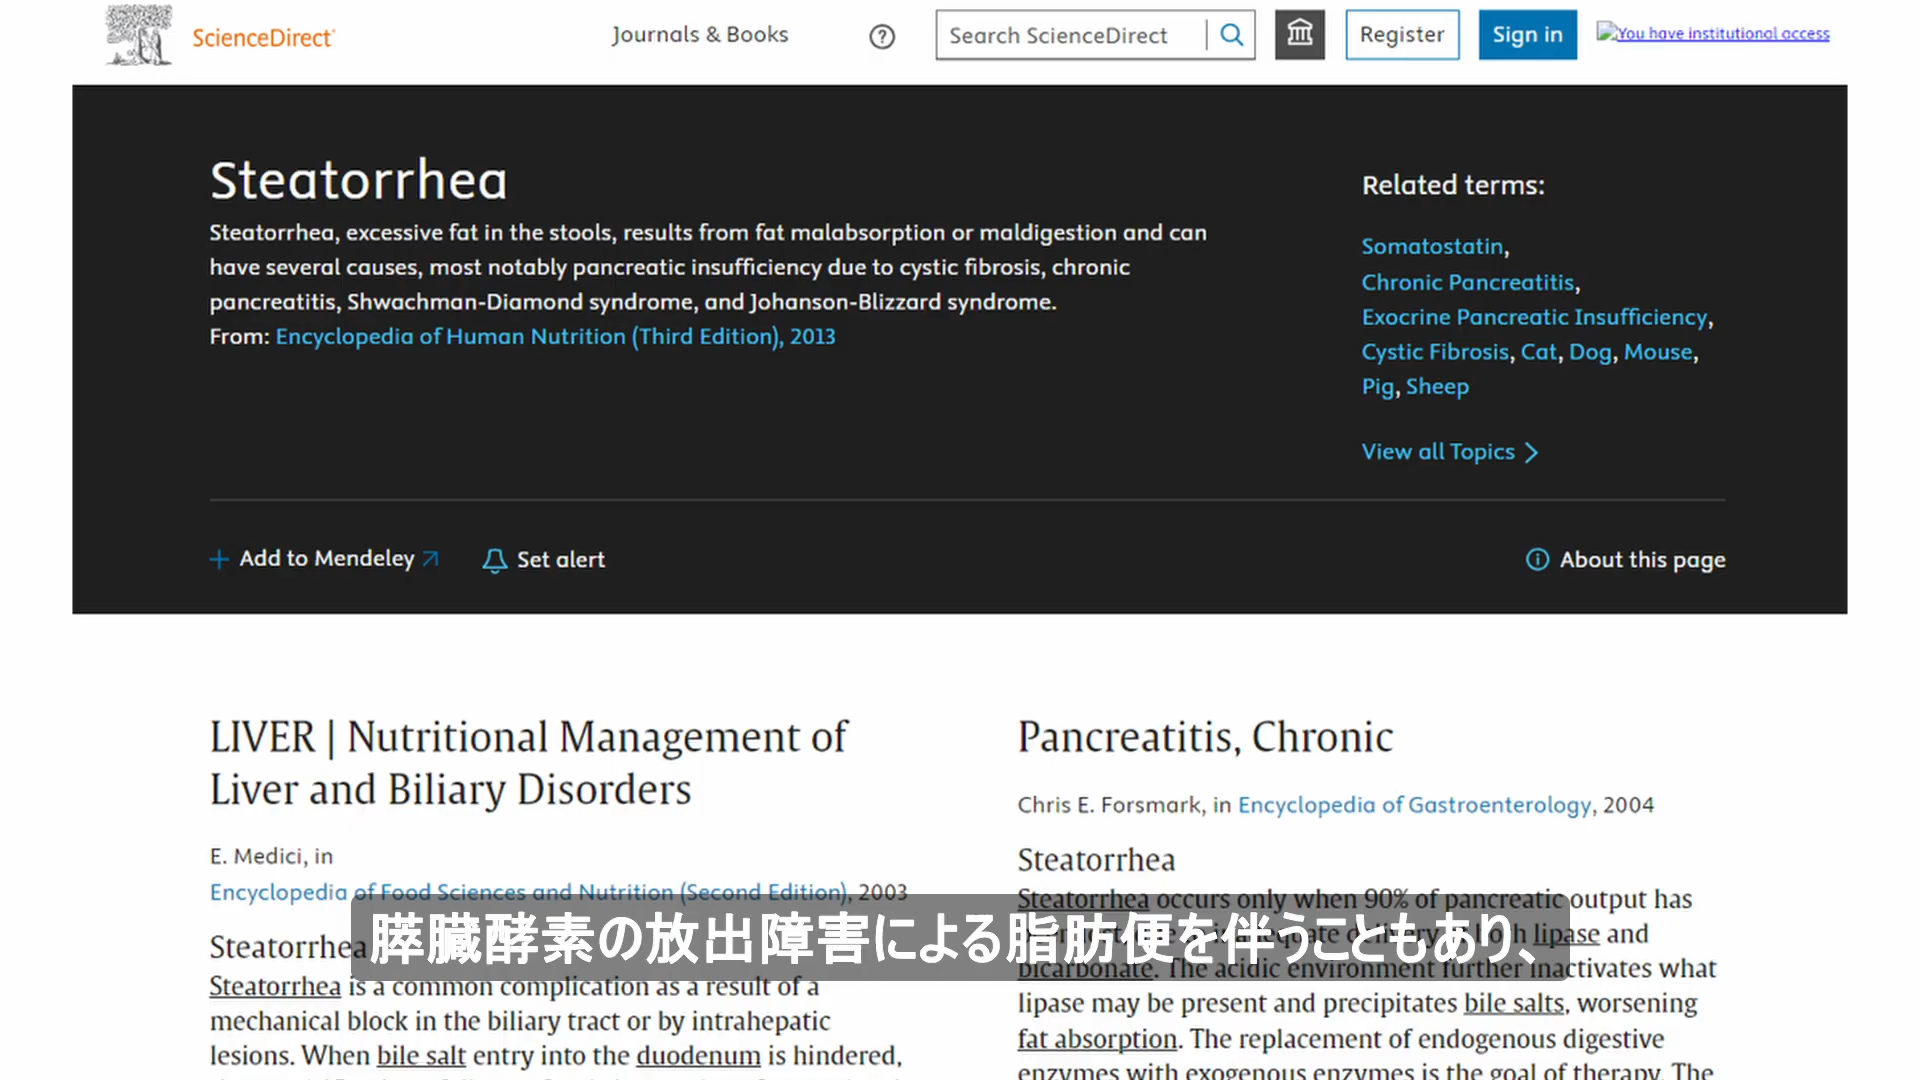 ScienceDirect
Journals & Books
Search ScienceDirect
Register
Sign in
You have institutional access
Steatorrhea
Steatorrhea, excessive fat in the stools, results from fat malabsorption or maldigestion and can
have several causes, most notably pancreatic insufficiency due to cystic fibrosis, chronic
pancreatitis, Shwachman-Diamond syndrome, and Johanson-Blizzard syndrome.
From: Encyclopedia of Human Nutrition (Third Edition), 2013
Related terms:
Somatostatin,
Chronic Pancreatitis,
Exocrine Pancreatic Insufficiency,
Cystic Fibrosis, Cat, Dog, Mouse,
Pig, Sheep
View all Topics
Add to Mendeley
Set alert
About this page
LIVER | Nutritional Management of
Liver and Biliary Disorders
E. Medici, in
Encyclopedia of Food Sciences and Nutrition (Second Edition), 2003
Steatorrhea
Steatorrhea is a common complication as a result of a
mechanical block in the biliary tract or by intrahepatic
lesions. When bile salt entry into the duodenum is hindered,
Pancreatitis, Chronic
Chris E. Forsmark, in Encyclopedia of Gastroenterology, 2004
Steatorrhea
Steatorrhea occurs only when 90% of pancreatic output has
both lipase and
bicarbonate. The acidic environment further inactivates what
lipase may be present and precipitates bile salts, worsening
fat absorption. The replacement of endogenous digestive
enzymes with exogenous enzymes is the goal of therapy. The
膵臓酵素の放出障害による脂肪便を伴うこともあり、